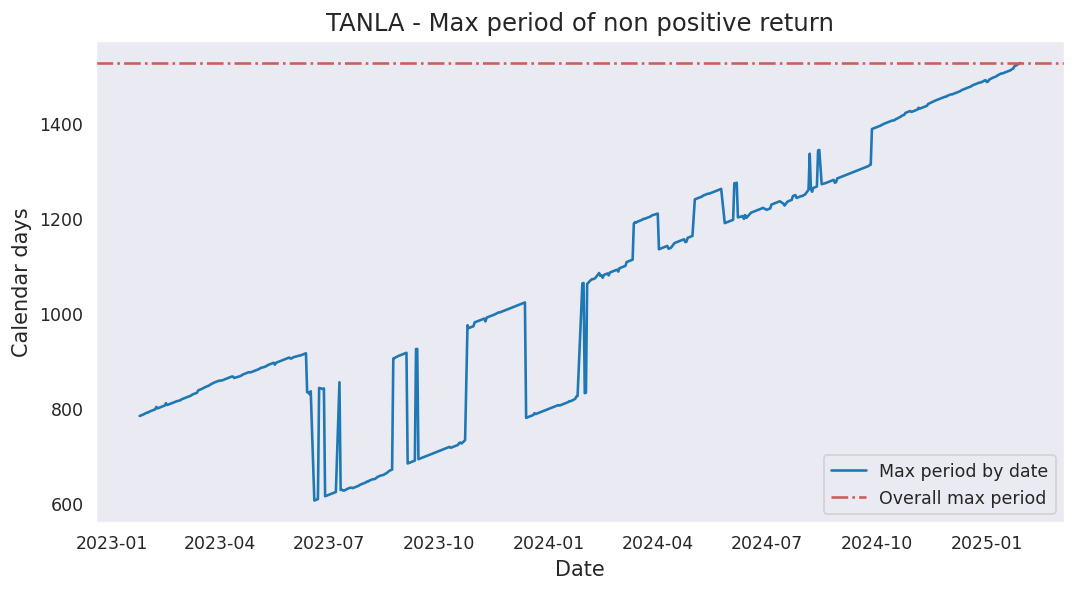 TANLA - Max period of non positive return
Calendar days
1400
1200
1000
800
600
2023-01 2023-04 2023-07 2023-10 2024-01 2024-04 2024-07 2024-10 2025-01
Date
Max period by date
Overall max period